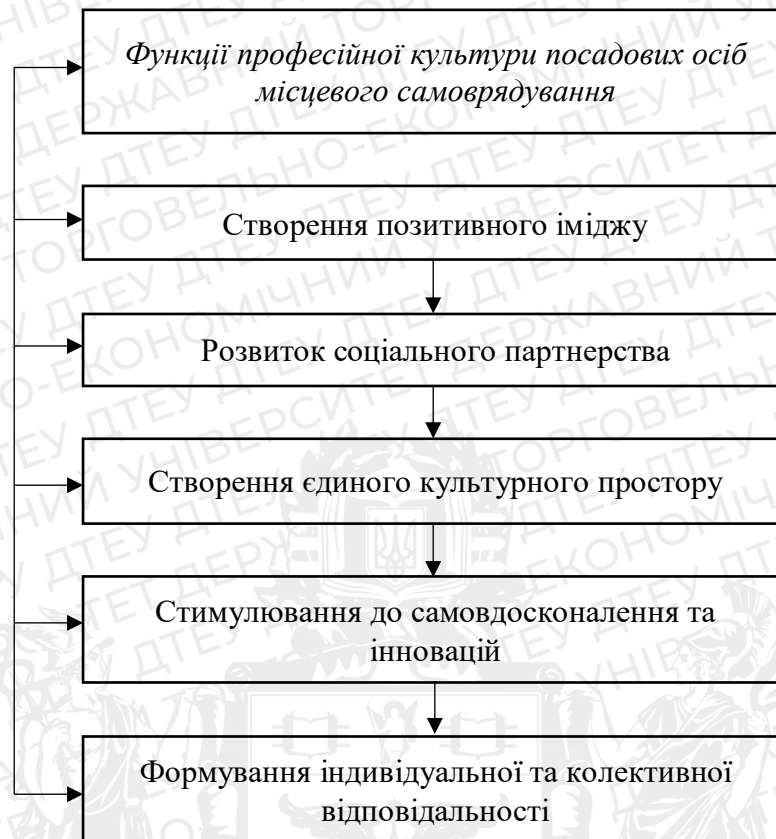 Функції професійної культури посадових осіб
місцевого самоврядування
Створення позитивного іміджу
Розвиток соціального партнерства
Створення єдиного культурного простору
Стимулювання до самовдосконалення та
інновацій
Формування індивідуальної та колективної
відповідальності